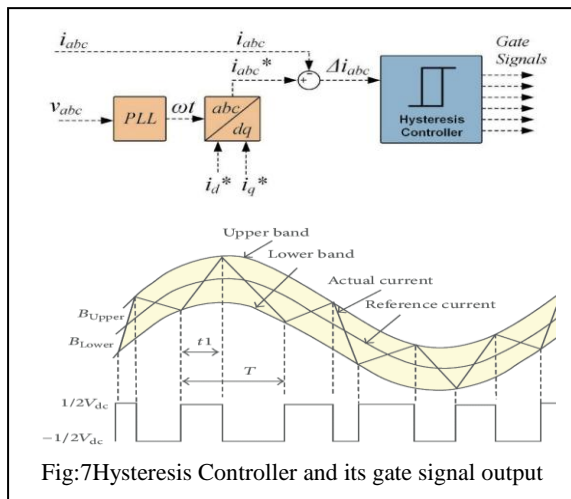 i_abc
i_abc
Gate
Signals
i_abc*
Δi_abc
v_abc
PLL
ωt
abc
dq
Hysteresis
Controller
i_d*
i_q*
Upper band
Lower band
Actual current
Reference current
B_Upper
B_Lower
t1
T
1/2V_dc
−1/2V_dc
Fig:7Hysteresis Controller and its gate signal output